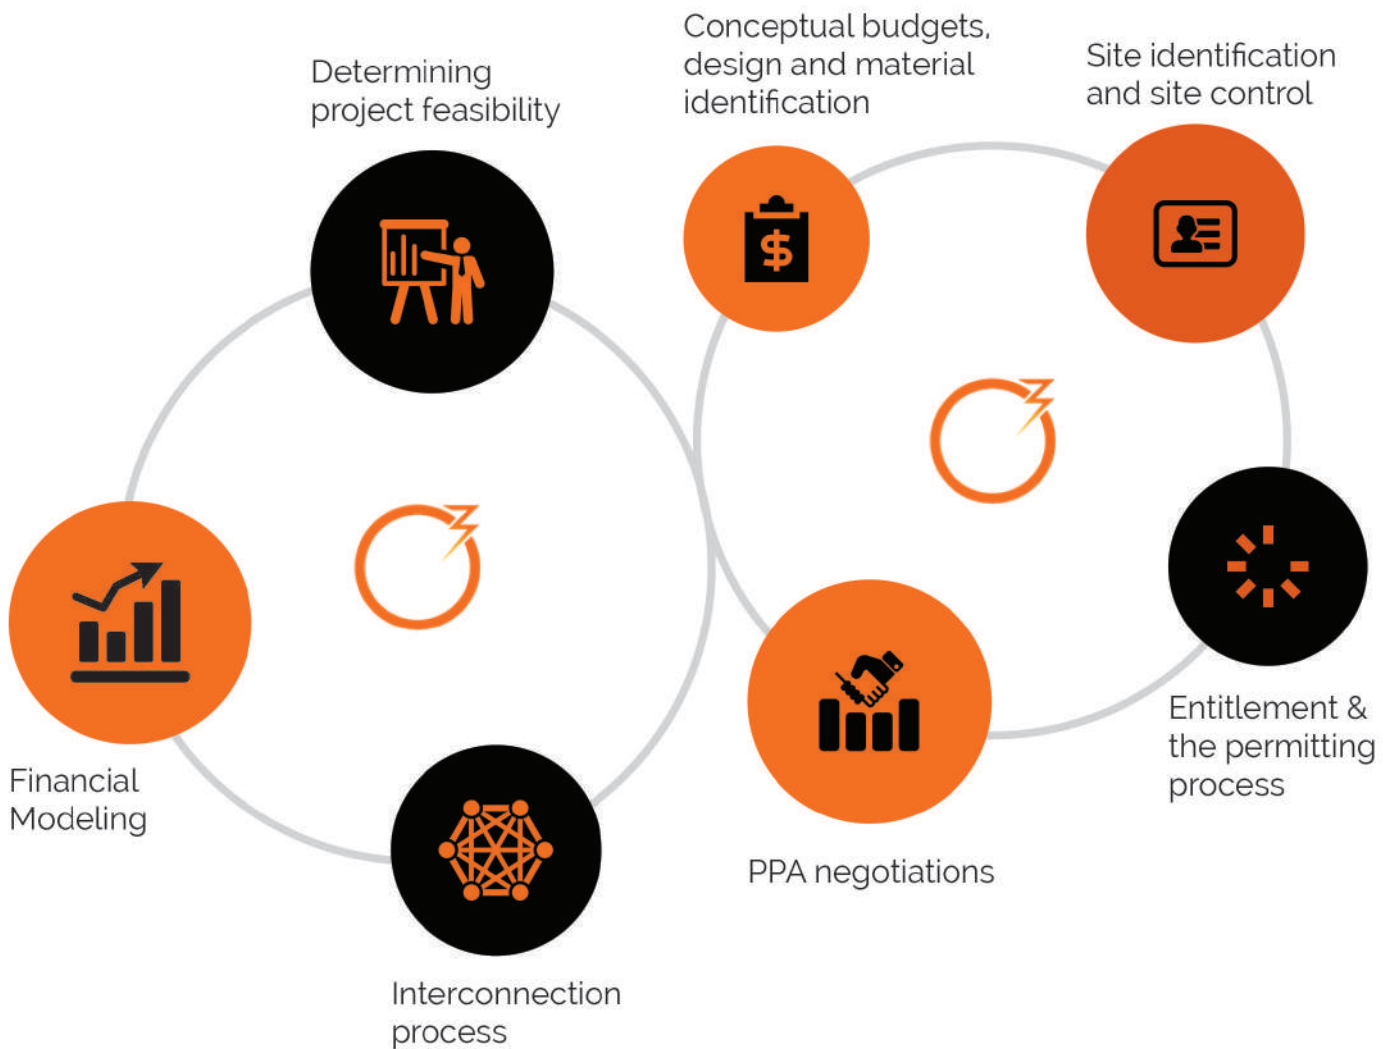 Determining
project feasibility
Conceptual budgets,
design and material
identification
Site identification
and site control
$
Financial
Modeling
Interconnection
process
PPA negotiations
Entitlement &
the permitting
process